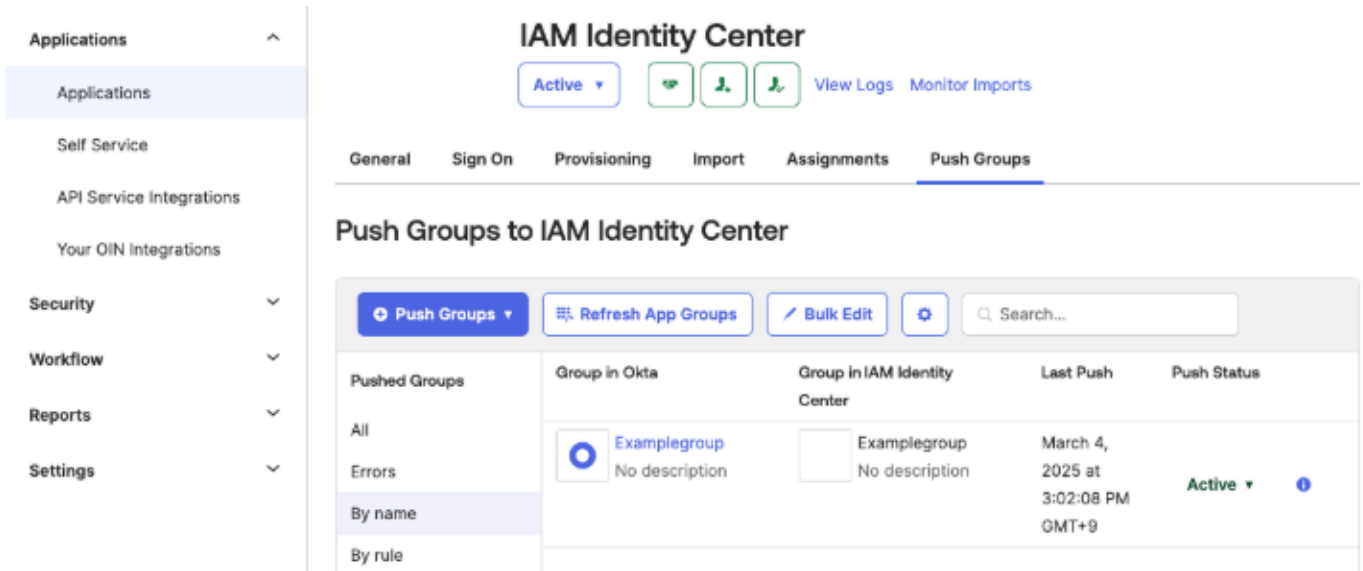 Applications
Applications
Self Service
API Service Integrations
Your OIN Integrations
Security
Workflow
Reports
Settings
IAM Identity Center
Active
View Logs Monitor Imports
General Sign On Provisioning Import Assignments Push Groups
Push Groups to IAM Identity Center
Push Groups Refresh App Groups Bulk Edit Search...
Pushed Groups
All
Errors
By name
By rule
Group in Okta Group in IAM Identity Last Push Push Status
Center
Examplegroup Examplegroup March 4,
No description No description 2025 at
Active
3:02:08 PM
GMT+9